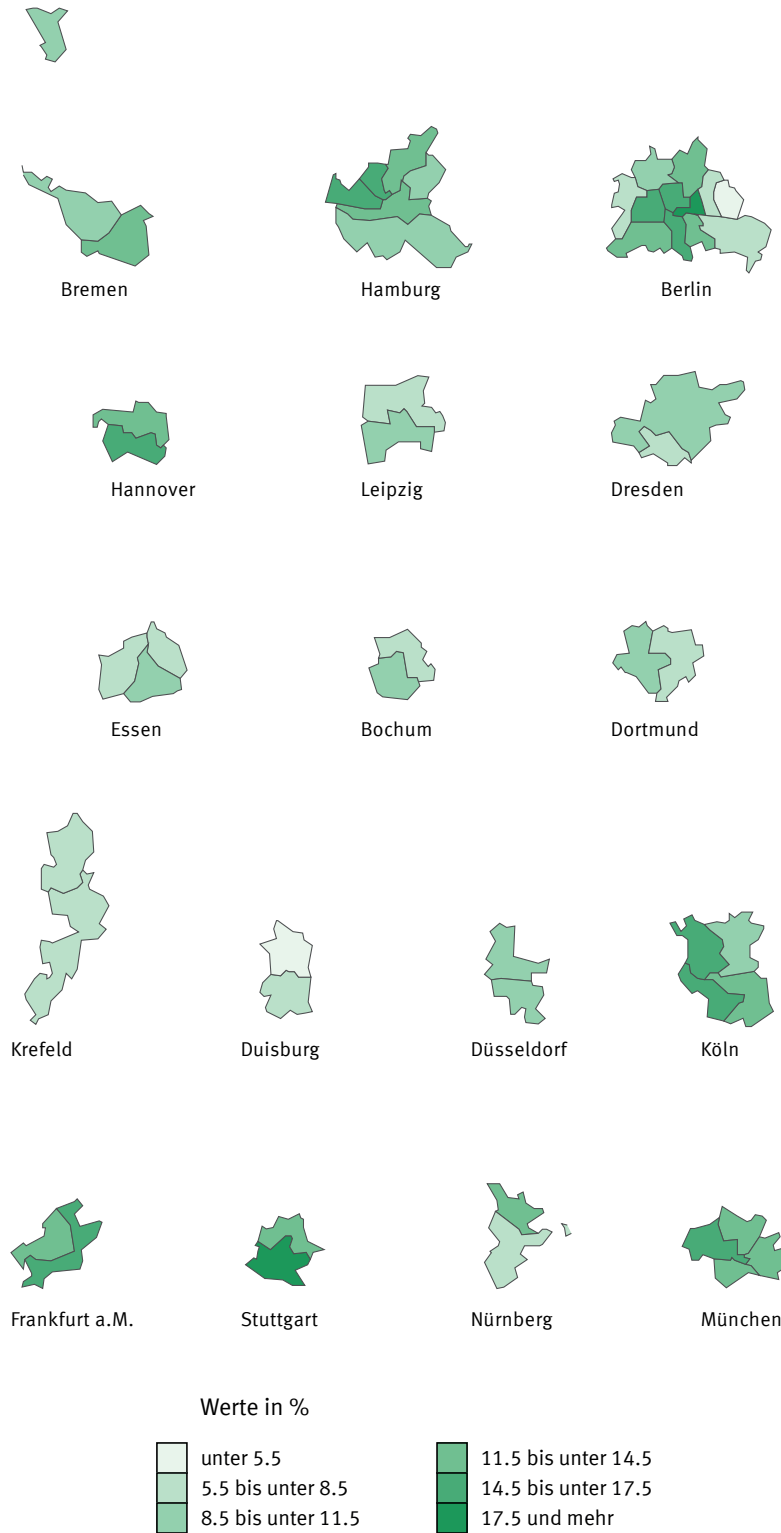 Bremen
Hamburg
Berlin
Hannover
Leipzig
Dresden
Essen
Bochum
Dortmund
Krefeld
Duisburg
Düsseldorf
Köln
Frankfurt a.M.
Stuttgart
Nürnberg
München
Werte in %
unter 5.5
5.5 bis unter 8.5
8.5 bis unter 11.5
11.5 bis unter 14.5
14.5 bis unter 17.5
17.5 und mehr